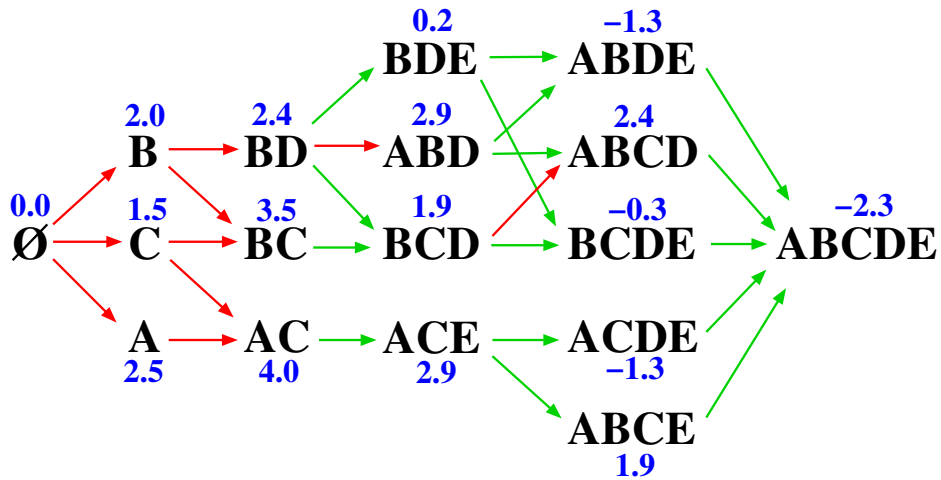 0.2
−1.3
BDE
ABDE
2.0
2.4
2.9
2.4
B
BD
ABD
ABCD
0.0
1.5
3.5
1.9
−0.3
−2.3
Ø
C
BC
BCD
BCDE
ABCDE
A
AC
ACE
ACDE
2.5
4.0
2.9
−1.3
ABCE
1.9